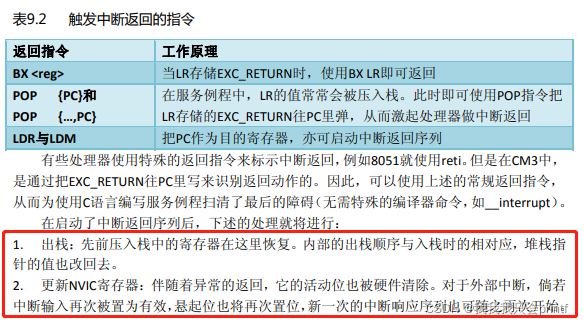 表9.2 触发中断返回的指令
返回指令 工作原理
BX <reg> 当LR存储EXC_RETURN时，使用BX LR即可返回
POP {PC}和 在服务例程中，LR的值常常会被压入栈。此时即可使用POP指令把
POP {…,PC} LR存储的EXC_RETURN往PC里弹，从而激起处理器做中断返回
LDR与LDM 把PC作为目的寄存器，亦可启动中断返回序列
有些处理器使用特殊的返回指令来标示中断返回，例如8051就使用reti。但是在CM3中，
是通过把EXC_RETURN往PC里写来识别返回动作的。因此，可以使用上述的常规返回指令，
从而为使用C语言编写服务例程扫清了最后的障碍（无需特殊的编译器命令，如__interrupt）。
在启动了中断返回序列后，下述的处理就将进行：
1. 出栈：先前压入栈中的寄存器在这里恢复。内部的出栈顺序与入栈时的相对应，堆栈指
针的值也改回去。
2. 更新NVIC寄存器：伴随着异常的返回，它的活动位也被硬件清除。对于外部中断，倘若
中断输入再次被置为有效，悬起位也将再次置位，新一次的中断响应序列也可随之再次开始。